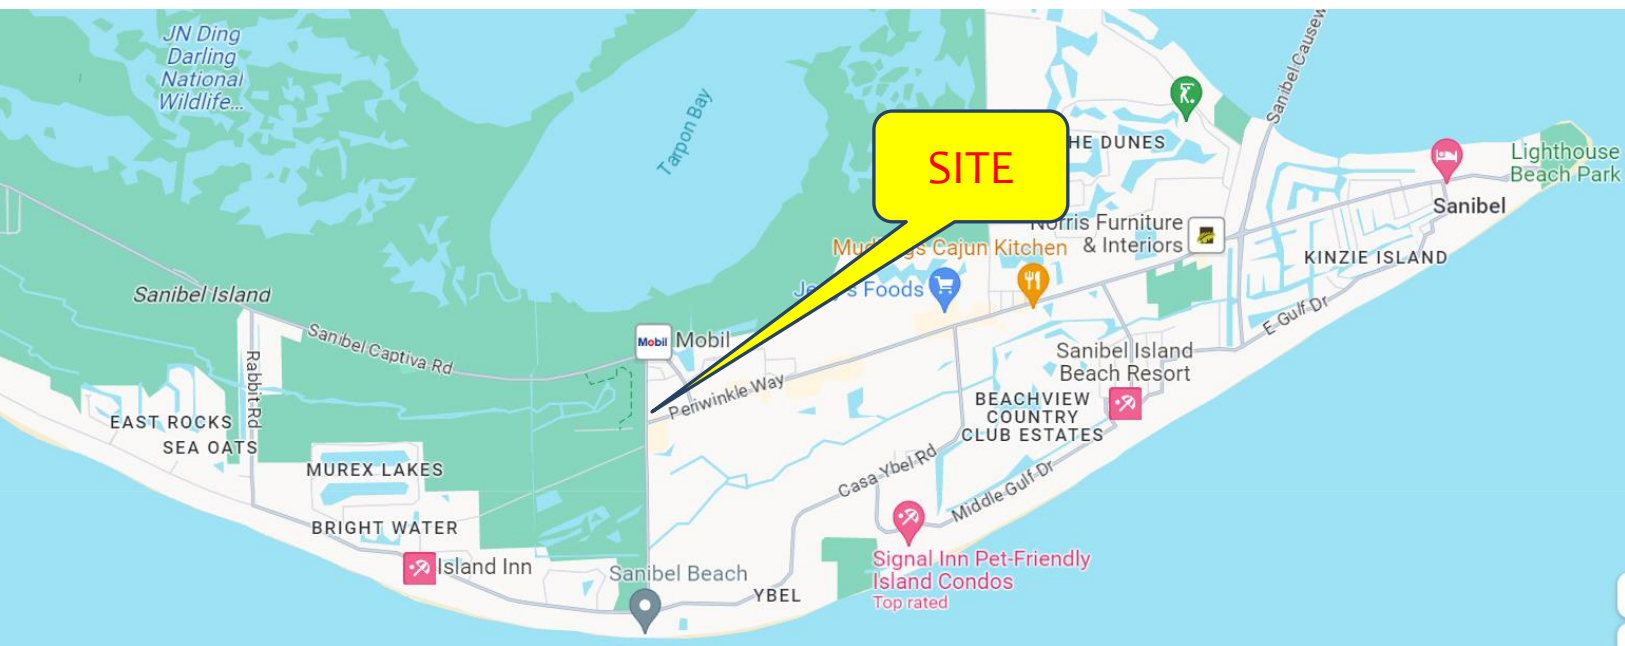 JN Ding
Darling
National
Wildlife...
Tarpon Bay
Sanibel Causew
SITE
HE DUNES
Lighthouse
Beach Park
Sanibel
Norris Furniture
& Interiors
Cajun Kitchen
KINZIE ISLAND
Foods
Sanibel Island
E Gulf Dr
Sanibel Captiva Rd
Mobil
Mobil
Rabbit Rd
Periwinkle Way
Sanibel Island
Beach Resort
BEACHVIEW
COUNTRY
CLUB ESTATES
EAST ROCKS
SEA OATS
MUREX LAKES
Casa Ybel Rd
Middle Gulf Dr
BRIGHT WATER
Island Inn
Sanibel Beach
YBEL
Signal Inn Pet-Friendly
Island Condos
Top rated